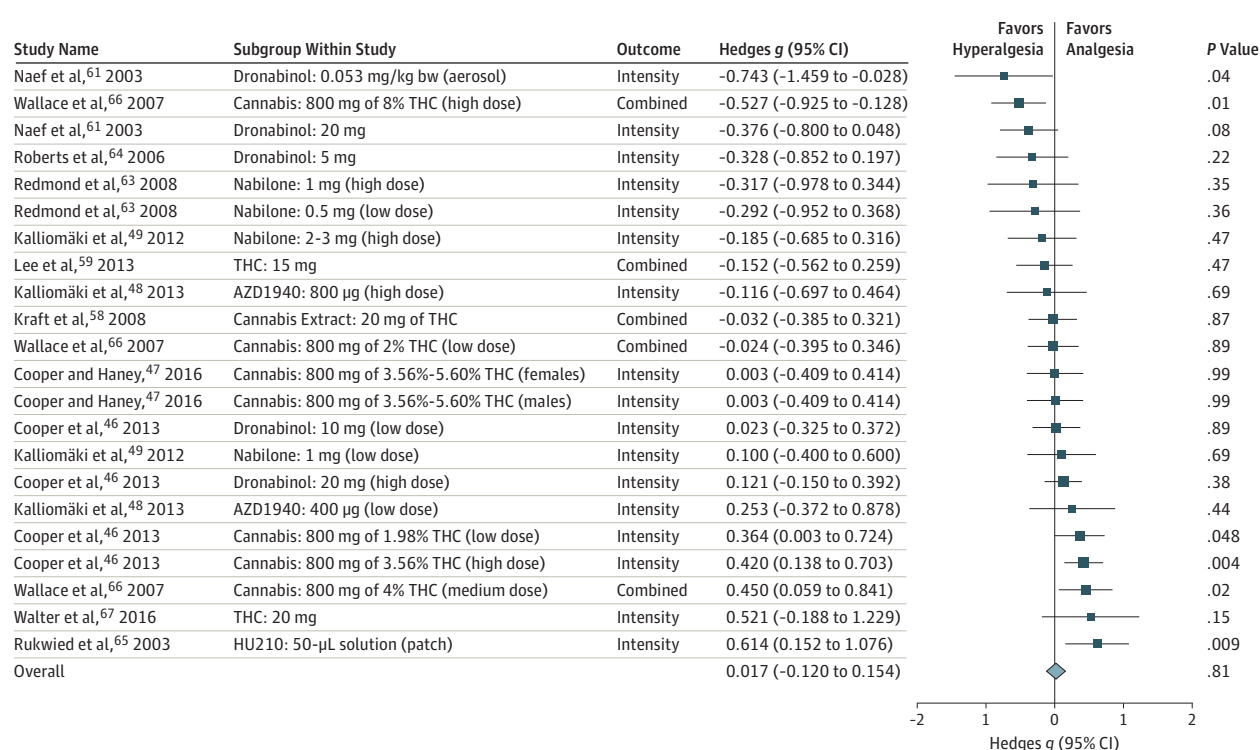 Favors Favors
Study Name Subgroup Within Study Outcome Hedges g (95% CI) Hyperalgesia Analgesia P Value
Naef et al,61 2003 Dronabinol: 0.053 mg/kg bw (aerosol) Intensity -0.743 (-1.459 to -0.028) .04
Wallace et al,66 2007 Cannabis: 800 mg of 8% THC (high dose) Combined -0.527 (-0.925 to -0.128) .01
Naef et al,61 2003 Dronabinol: 20 mg Intensity -0.376 (-0.800 to 0.048) .08
Roberts et al,64 2006 Dronabinol: 5 mg Intensity -0.328 (-0.852 to 0.197) .22
Redmond et al,63 2008 Nabilone: 1 mg (high dose) Intensity -0.317 (-0.978 to 0.344) .35
Redmond et al,63 2008 Nabilone: 0.5 mg (low dose) Intensity -0.292 (-0.952 to 0.368) .36
Kalliomäki et al,49 2012 Nabilone: 2-3 mg (high dose) Intensity -0.185 (-0.685 to 0.316) .47
Lee et al,59 2013 THC: 15 mg Combined -0.152 (-0.562 to 0.259) .47
Kalliomäki et al,48 2013 AZD1940: 800 µg (high dose) Intensity -0.116 (-0.697 to 0.464) .69
Kraft et al,58 2008 Cannabis Extract: 20 mg of THC Combined -0.032 (-0.385 to 0.321) .87
Wallace et al,66 2007 Cannabis: 800 mg of 2% THC (low dose) Combined -0.024 (-0.395 to 0.346) .89
Cooper and Haney,47 2016 Cannabis: 800 mg of 3.56%-5.60% THC (females) Intensity 0.003 (-0.409 to 0.414) .99
Cooper and Haney,47 2016 Cannabis: 800 mg of 3.56%-5.60% THC (males) Intensity 0.003 (-0.409 to 0.414) .99
Cooper et al,46 2013 Dronabinol: 10 mg (low dose) Intensity 0.023 (-0.325 to 0.372) .89
Kalliomäki et al,49 2012 Nabilone: 1 mg (low dose) Intensity 0.100 (-0.400 to 0.600) .69
Cooper et al,46 2013 Dronabinol: 20 mg (high dose) Intensity 0.121 (-0.150 to 0.392) .38
Kalliomäki et al,48 2013 AZD1940: 400 µg (low dose) Intensity 0.253 (-0.372 to 0.878) .44
Cooper et al,46 2013 Cannabis: 800 mg of 1.98% THC (low dose) Intensity 0.364 (0.003 to 0.724) .048
Cooper et al,46 2013 Cannabis: 800 mg of 3.56% THC (high dose) Intensity 0.420 (0.138 to 0.703) .004
Wallace et al,66 2007 Cannabis: 800 mg of 4% THC (medium dose) Combined 0.450 (0.059 to 0.841) .02
Walter et al,67 2016 THC: 20 mg Intensity 0.521 (-0.188 to 1.229) .15
Rukwied et al,65 2003 HU210: 50-µL solution (patch) Intensity 0.614 (0.152 to 1.076) .009
Overall 0.017 (-0.120 to 0.154) .81
-2 1 0 1 2
Hedges g (95% CI)